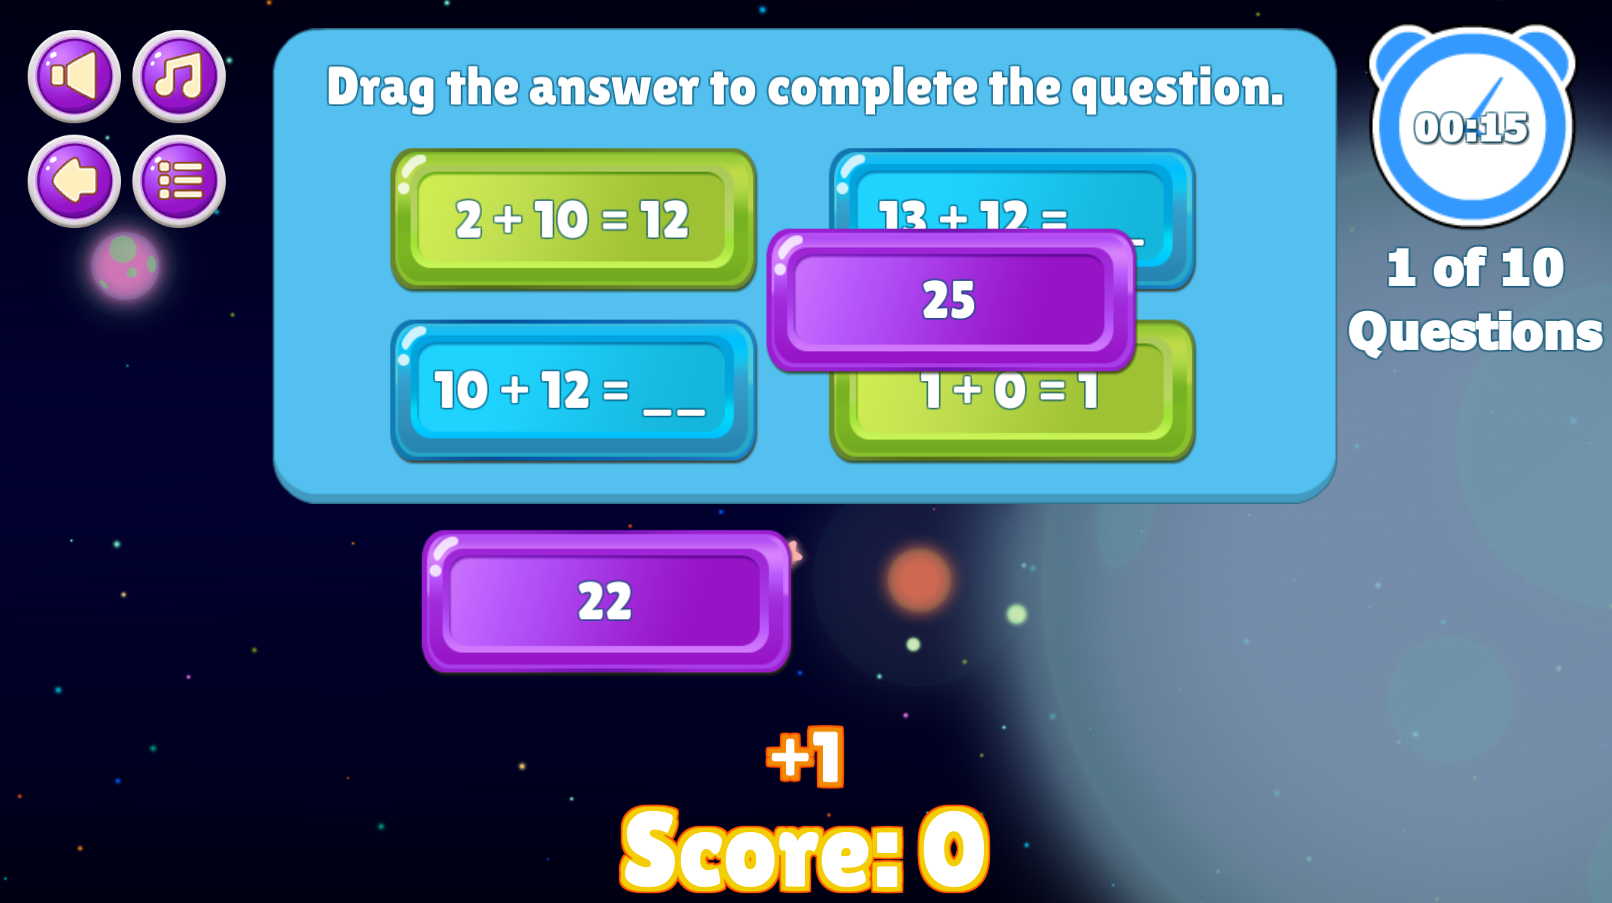 Drag the answer to complete the question.
00:15
1 of 10
Questions
2 + 10 = 12
13 + 12 = _
25
10 + 12 = __
1 + 0 = 1
22
+1
Score: 0